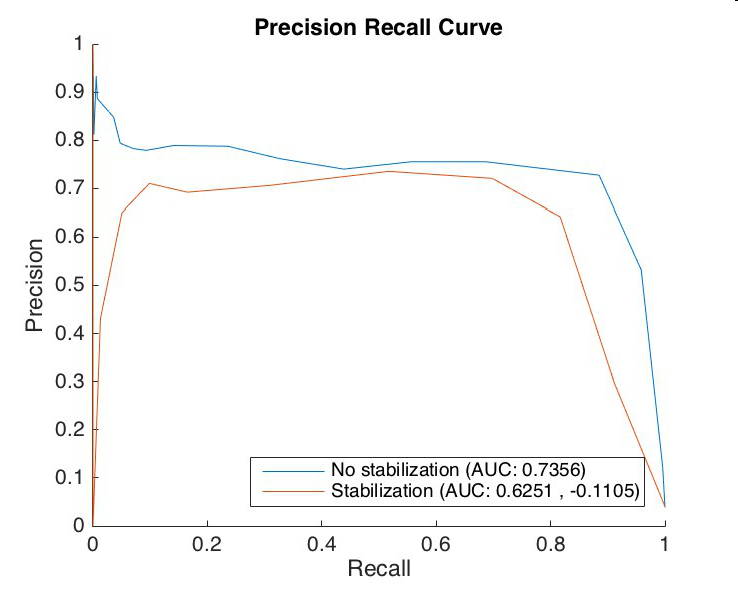 Precision Recall Curve
1
0.9
0.8
0.7
0.6
0.5
0.4
0.3
0.2
0.1
0
Precision
No stabilization (AUC: 0.7356)
Stabilization (AUC: 0.6251 , -0.1105)
0 0.2 0.4 0.6 0.8 1
Recall